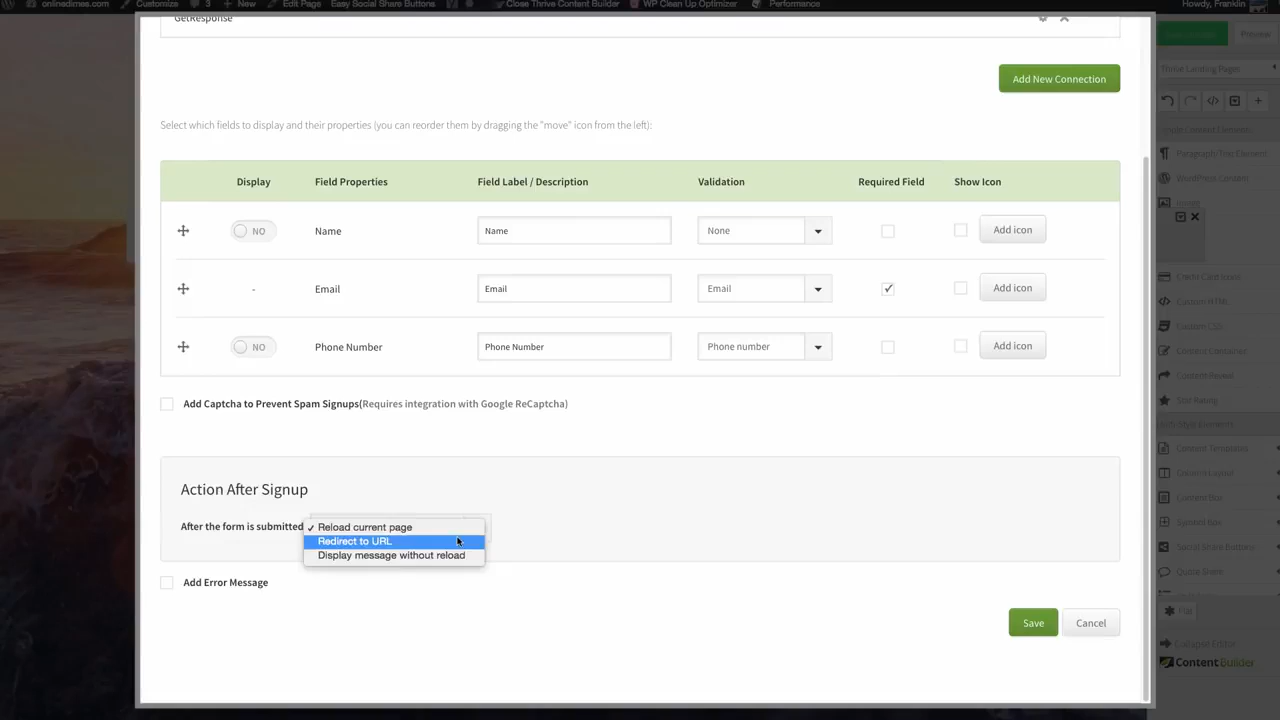 onlinedimes.com Customize 3 New Edit Page Easy Social Share Buttons Close Thrive Content Builder WP Clean Up Optimizer Performance Howdy, Franklin
GetResponse
Preview
Thrive Landing Pages
Add New Connection
Select which fields to display and their properties (you can reorder them by dragging the "move" icon from the left):
Display Field Properties Field Label / Description Validation Required Field Show Icon
NO Name Name None Add icon
- Email Email Email Add icon
NO Phone Number Phone Number Phone number Add icon
Add Captcha to Prevent Spam Signups(Requires integration with Google ReCaptcha)
Action After Signup
After the form is submitted
✓ Reload current page
Redirect to URL
Display message without reload
Add Error Message
Save Cancel
Paragraph/Text Element
WordPress Content
Image
Credit Card Icons
Custom HTML
Custom CSS
Content Container
Content Reveal
Star Rating
Content Templates
Column Layout
Content Box
Symbol Box
Social Share Buttons
Quote Share
Flat
Collapse Editor
Content Builder